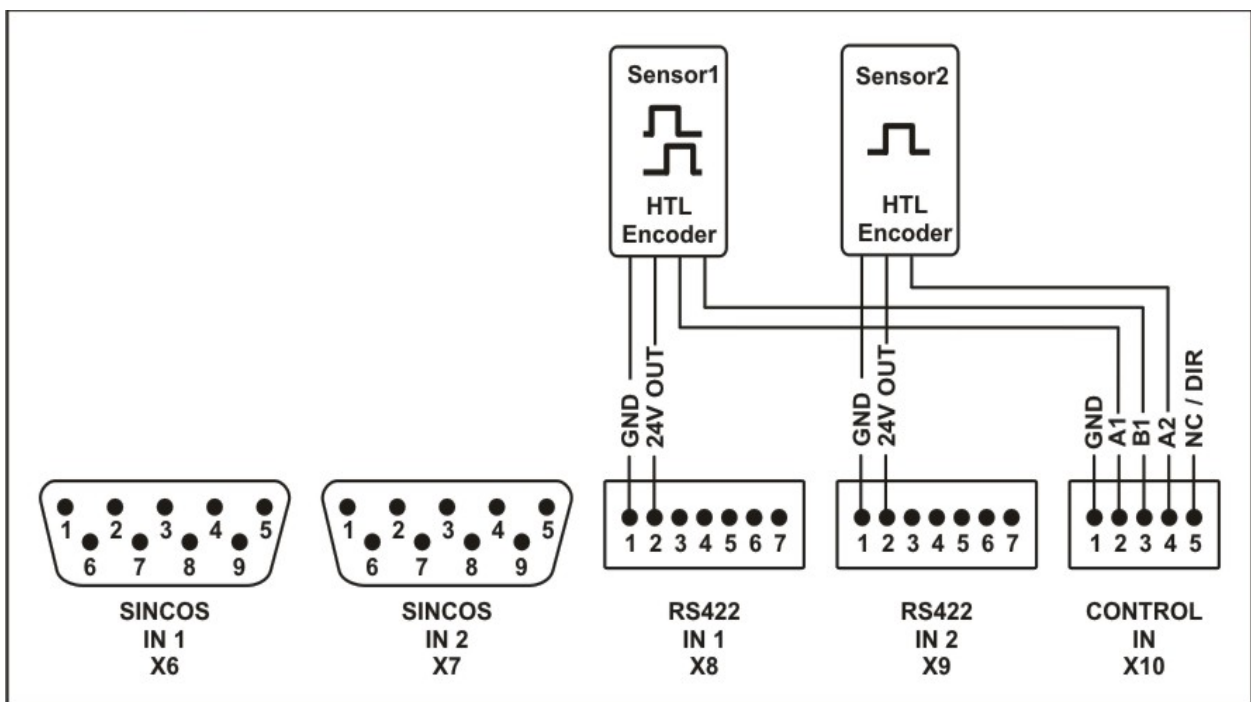 Sensor1
HTL
Encoder
Sensor2
HTL
Encoder
GND
24V OUT
GND
24V OUT
GND
A1
B1
A2
NC / DIR
1 2 3 4 5
6 7 8 9
SINCOS
IN 1
X6
1 2 3 4 5
6 7 8 9
SINCOS
IN 2
X7
1 2 3 4 5 6 7
RS422
IN 1
X8
1 2 3 4 5 6 7
RS422
IN 2
X9
1 2 3 4 5
CONTROL
IN
X10